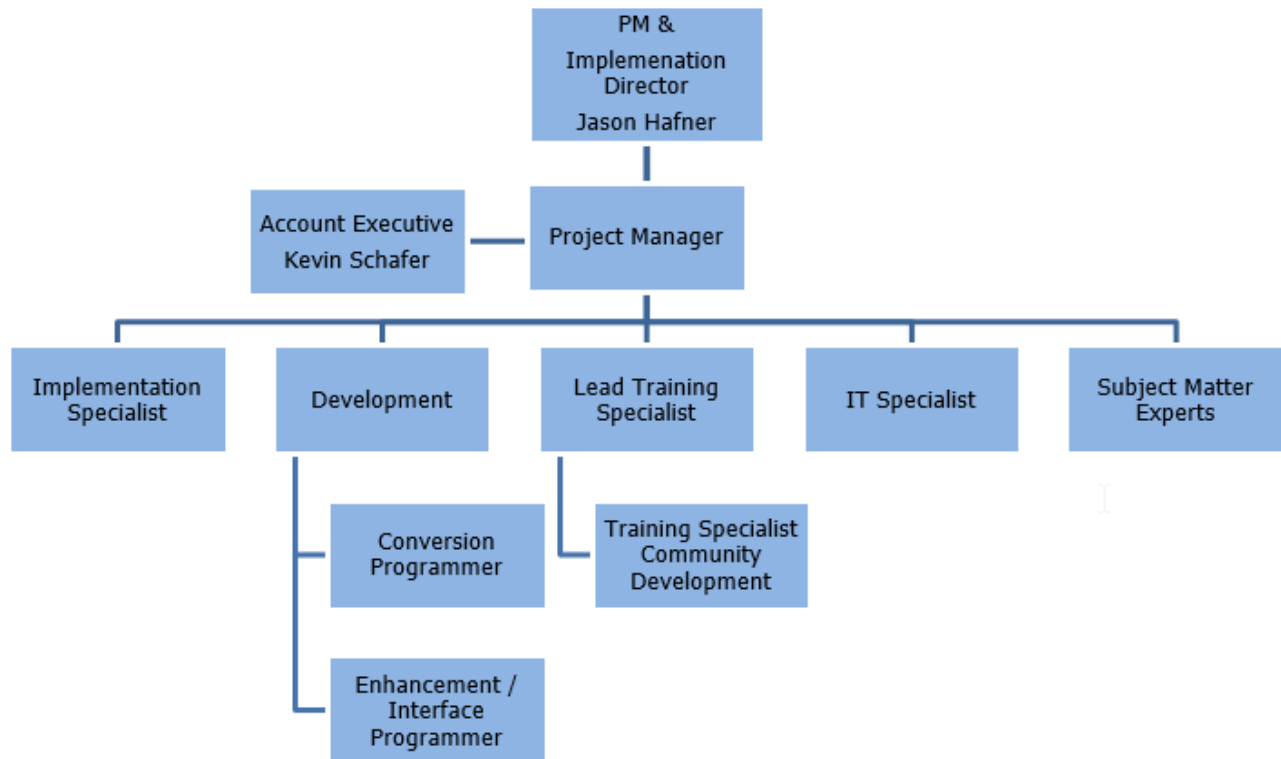 PM &
Implemenation
Director
Jason Hafner
Account Executive
Kevin Schafer
Project Manager
Implementation
Specialist
Development
Lead Training
Specialist
IT Specialist
Subject Matter
Experts
Conversion
Programmer
Training Specialist
Community
Development
Enhancement /
Interface
Programmer